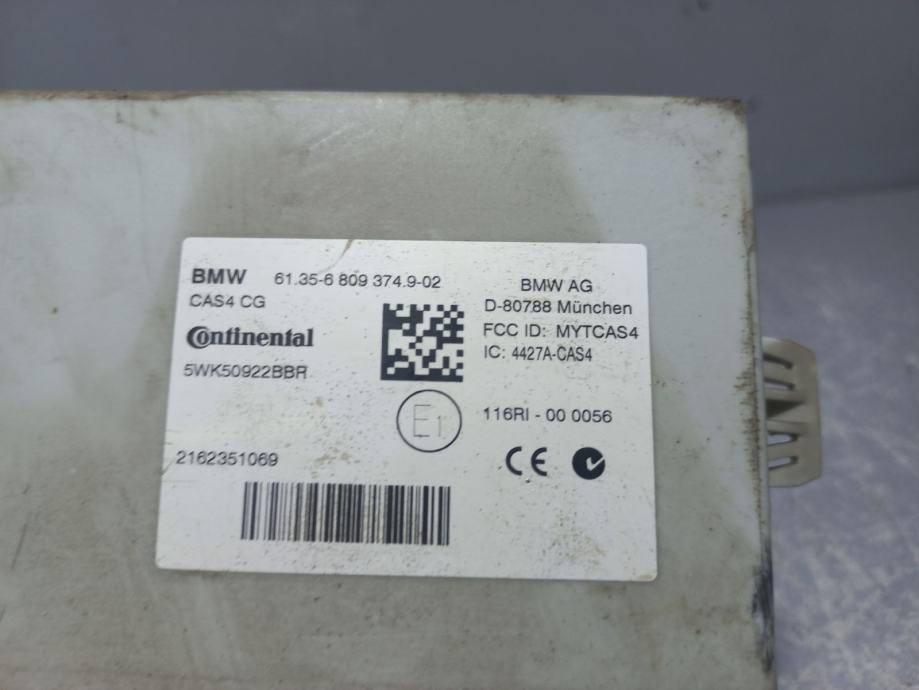 BMW 61.35-6 809 374.9-02
CAS4 CG
Continental
5WK50922BBR
2162351069
BMW AG
D-80788 München
FCC ID: MYTCAS4
IC: 4427A-CAS4
E1
116RI - 00 0056
CE